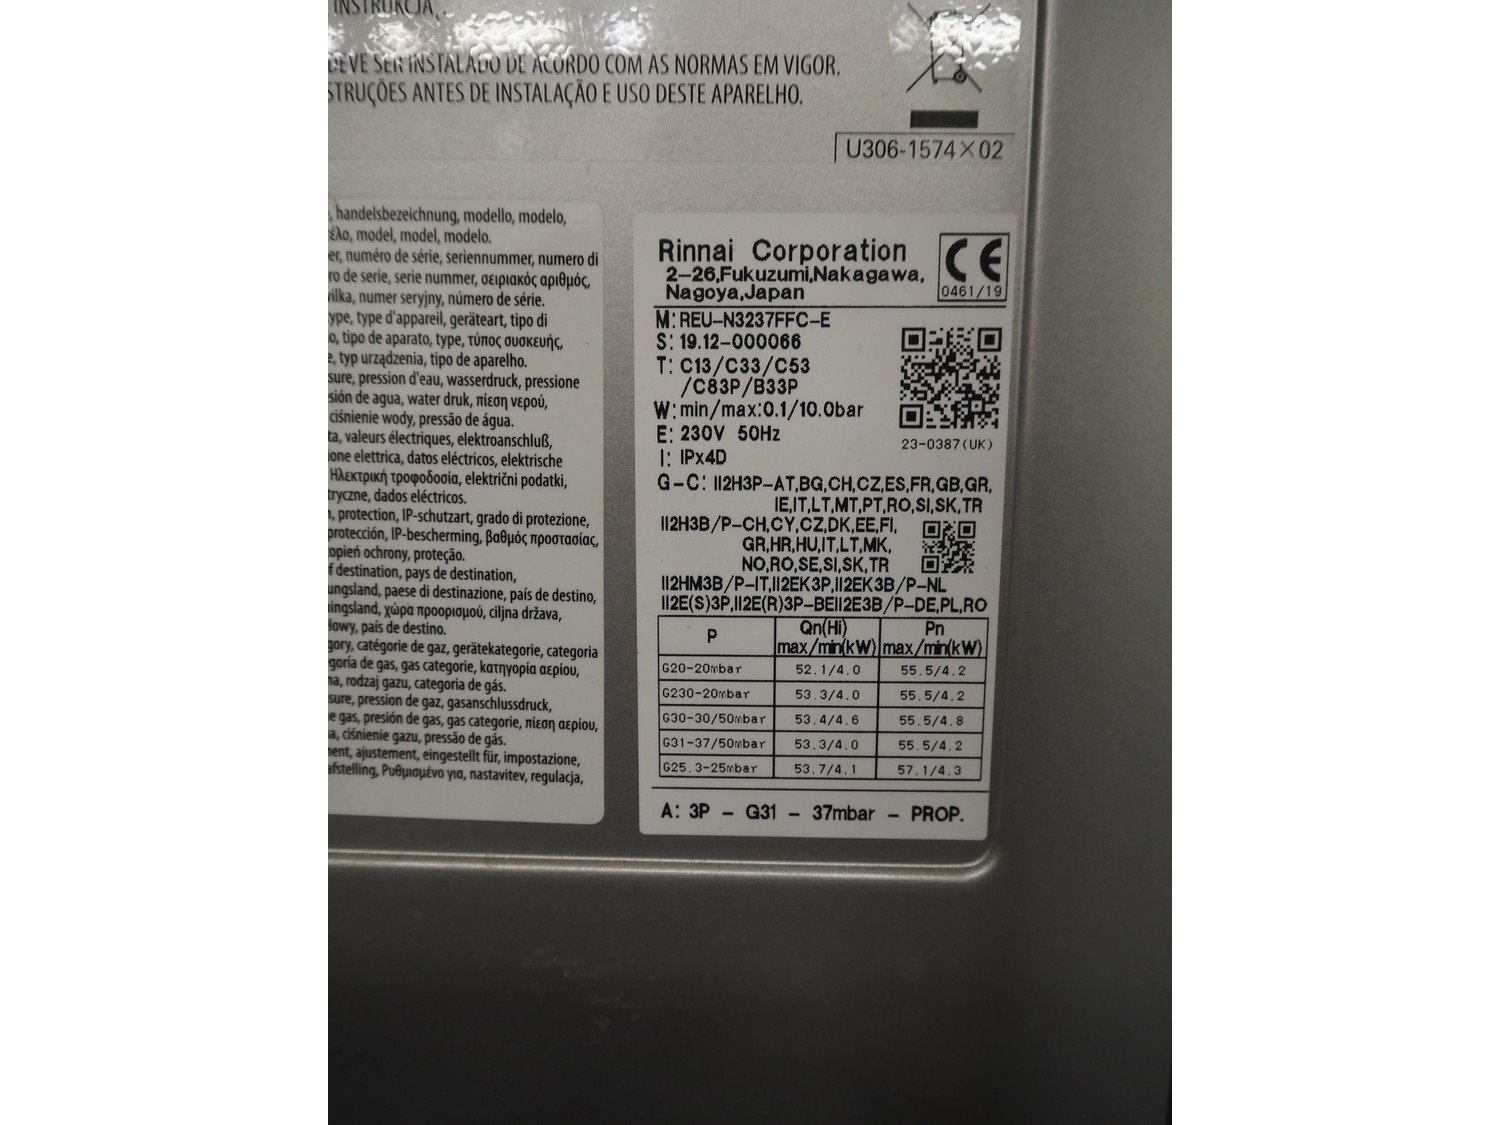 INSTRUKCJA,
DEVE SER INSTALADO DE ACORDO COM AS NORMAS EM VIGOR.
STRUÇÕES ANTES DE INSTALAÇÃO E USO DESTE APARELHO.
U306-1574×02
, handelsbezeichnung, modello, modelo,
έλο, model, model, modelo.
er, numéro de série, seriennummer, numero di
ro de serie, serie nummer, σειριακός αριθμός,
vilka, numer seryjny, número de série.
ype, type d'appareil, geräteart, tipo di
o, tipo de aparato, type, τύπος συσκευής,
e, typ urządzenia, tipo de aparelho.
sure, pression d'eau, wasserdruck, pressione
sión de agua, water druk, πίεση νερού,
ciśnienie wody, pressão de água.
ta, valeurs électriques, elektroanschluß,
one elettrica, datos eléctricos, elektrische
Ηλεκτρική τροφοδοσία, električni podatki,
tryczne, dados eléctricos.
n, protection, IP-schutzart, grado di protezione,
protección, IP-bescherming, βαθμός προστασίας,
opień ochrony, proteção.
f destination, pays de destination,
ungsland, paese di destinazione, país de destino,
ingsland, χώρα προορισμού, ciljna država,
lowy, país de destino.
gory, catégorie de gaz, gerätekategorie, categoria
goría de gas, gas categorie, κατηγορία αερίου,
na, rodzaj gazu, categoria de gás.
sure, pression de gaz, gasanschlussdruck,
e gas, presión de gas, gas categorie, πίεση αερίου,
a, ciśnienie gazu, pressão de gás.
ment, ajustement, eingestellt für, impostazione,
afstelling, Ρυθμισμένο για, nastavitev, regulacja,
Rinnai Corporation
2-26,Fukuzumi,Nakagawa,
Nagoya,Japan
CE
0461/19
M: REU-N3237FFC-E
S: 19.12-000066
T: C13/C33/C53
/C83P/B33P
W: min/max:0.1/10.0bar
E: 230V 50Hz
I: IPx4D
23-0387(UK)
G-C: II2H3P-AT,BG,CH,CZ,ES,FR,GB,GR,
IE,IT,LT,MT,PT,RO,SI,SK,TR
II2H3B/P-CH,CY,CZ,DK,EE,FI,
GR,HR,HU,IT,LT,MK,
NO,RO,SE,SI,SK,TR
II2HM3B/P-IT,II2EK3P,II2EK3B/P-NL
II2E(S)3P,II2E(R)3P-BEII2E3B/P-DE,PL,RO
P Qn(Hi) max/min(kW) Pn max/min(kW)
G20-20mbar 52.1/4.0 55.5/4.2
G230-20mbar 53.3/4.0 55.5/4.2
G30-30/50mbar 53.4/4.6 55.5/4.8
G31-37/50mbar 53.3/4.0 55.5/4.2
G25.3-25mbar 53.7/4.1 57.1/4.3
A: 3P - G31 - 37mbar - PROP.